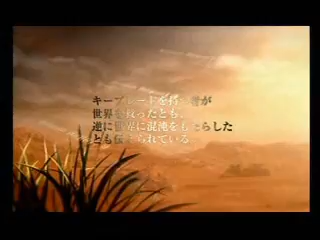 キーブレードを持つ者が
世界を救ったとも、
逆に世界に混沌をもたらした
とも伝えられている。